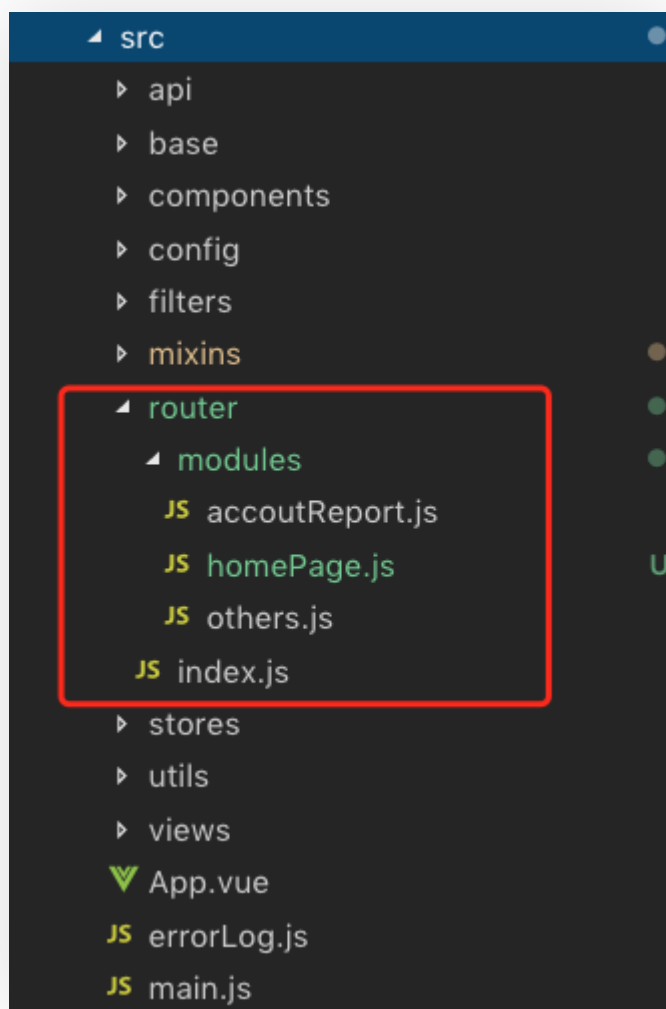 src
api
base
components
config
filters
mixins
router
modules
JS accoutReport.js
JS homePage.js U
JS others.js
JS index.js
stores
utils
views
App.vue
JS errorLog.js
JS main.js